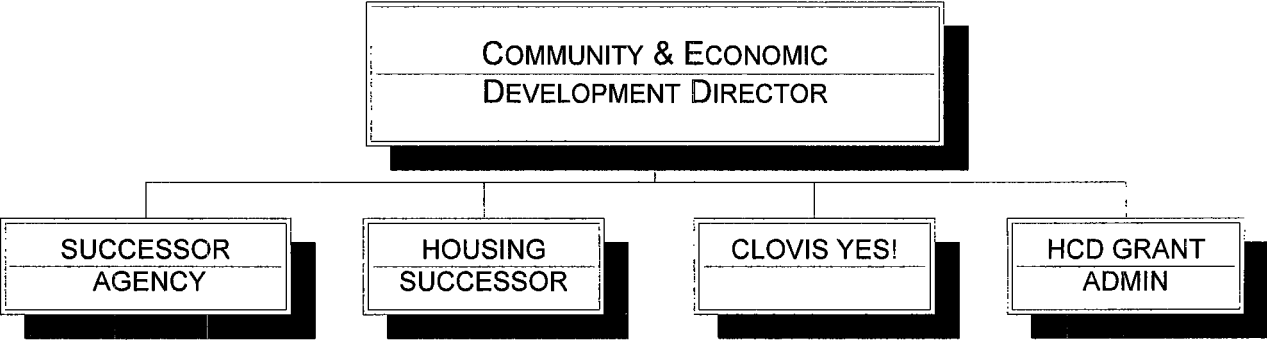 COMMUNITY & ECONOMIC
DEVELOPMENT DIRECTOR
SUCCESSOR
AGENCY
HOUSING
SUCCESSOR
CLOVIS YES!
HCD GRANT
ADMIN